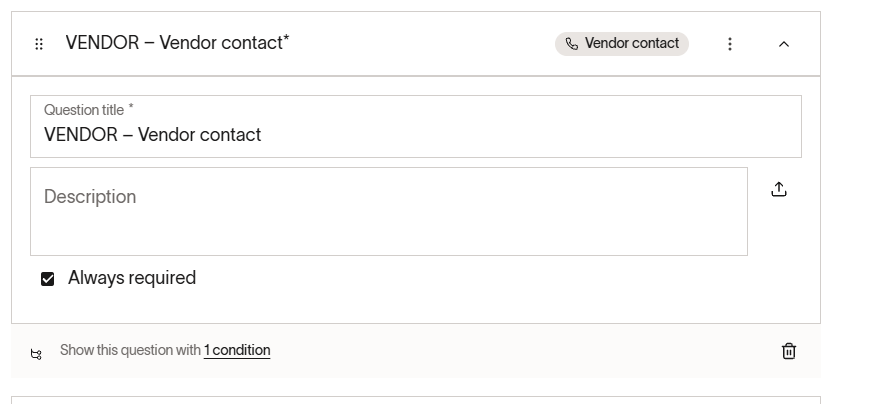 VENDOR – Vendor contact*
Vendor contact
Question title *
VENDOR – Vendor contact
Description
Always required
Show this question with 1 condition